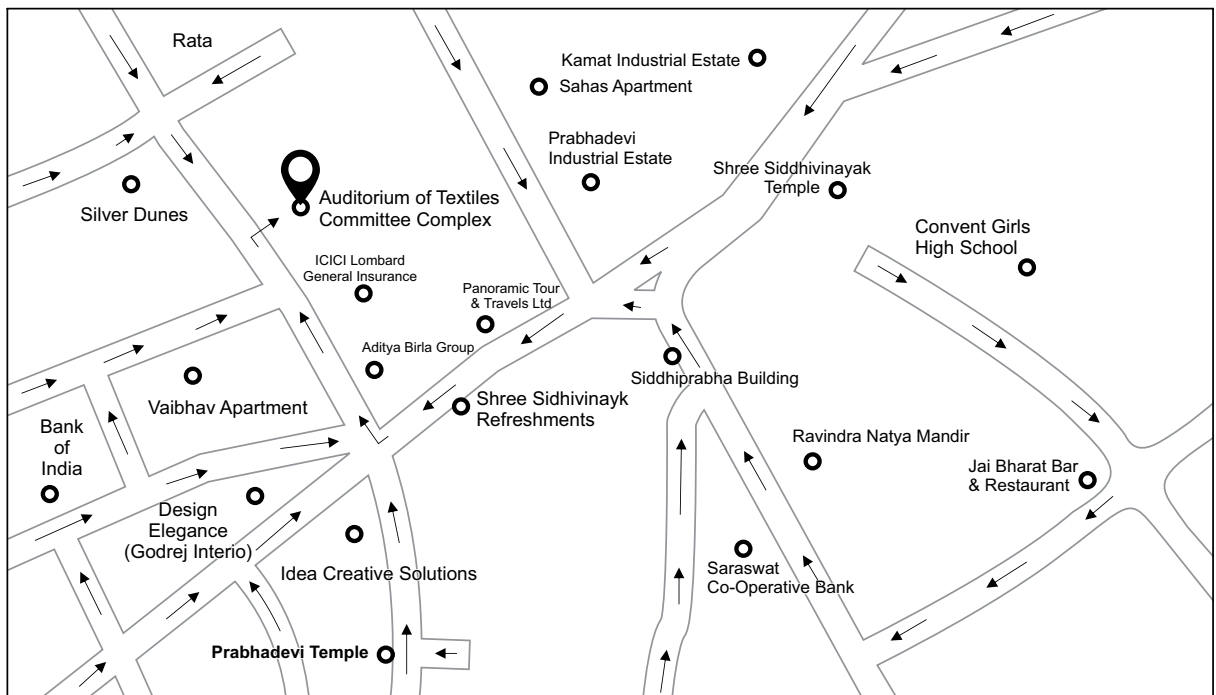 Rata
Kamat Industrial Estate
Sahas Apartment
Prabhadevi
Industrial Estate
Shree Siddhivinayak
Temple
Silver Dunes
Auditorium of Textiles
Committee Complex
Convent Girls
High School
ICICI Lombard
General Insurance
Panoramic Tour
& Travels Ltd
Aditya Birla Group
Siddhiprabha Building
Vaibhav Apartment
Shree Sidhivinayk
Refreshments
Bank
of
India
Ravindra Natya Mandir
Jai Bharat Bar
& Restaurant
Design
Elegance
(Godrej Interio)
Idea Creative Solutions
Saraswat
Co-Operative Bank
Prabhadevi Temple